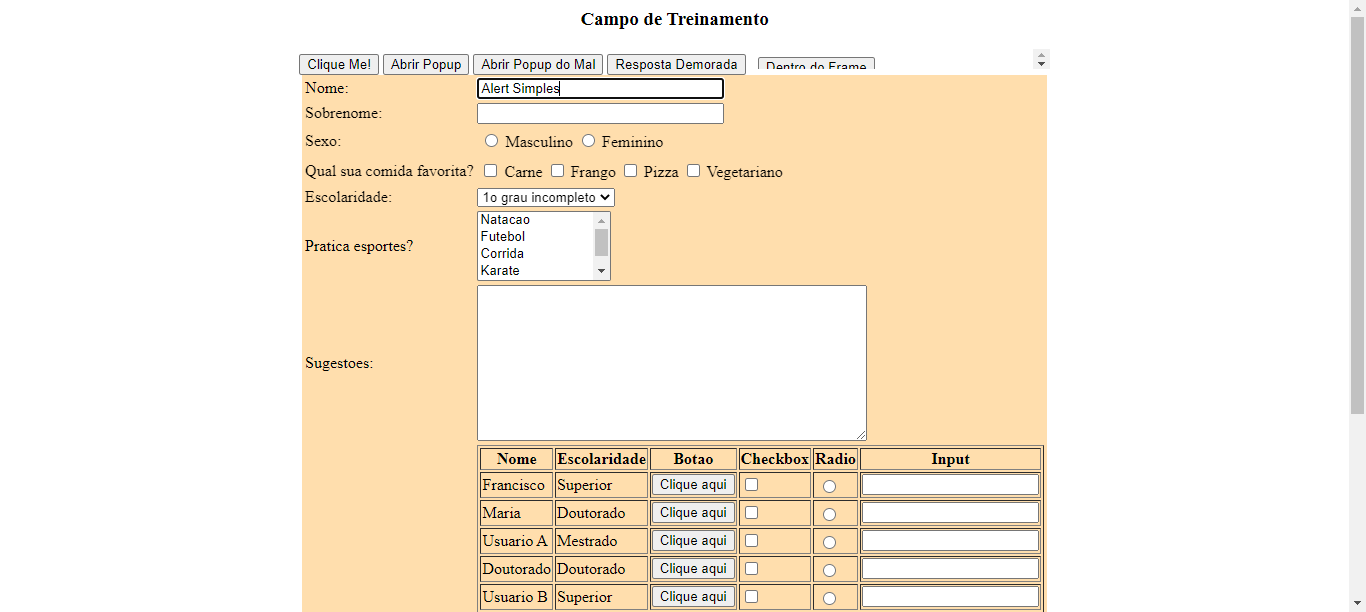 Campo de Treinamento
Clique Me! Abrir Popup Abrir Popup do Mal Resposta Demorada Dentro do Frame
Nome: Alert Simples
Sobrenome:
Sexo: Masculino Feminino
Qual sua comida favorita? Carne Frango Pizza Vegetariano
Escolaridade: 1o grau incompleto
Natacao
Futebol
Pratica esportes?
Corrida
Karate
Sugestoes:
Nome Escolaridade Botao Checkbox Radio Input
Francisco Superior Clique aqui
Maria Doutorado Clique aqui
Usuario A Mestrado Clique aqui
Doutorado Doutorado Clique aqui
Usuario B Superior Clique aqui